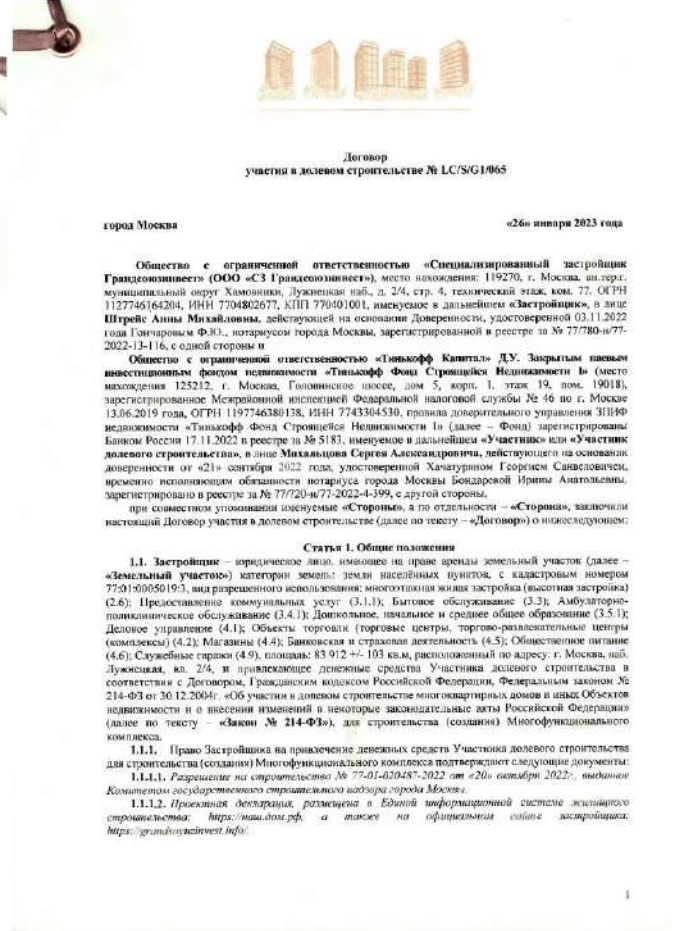 Договор
участия в долевом строительстве № LC/S/G1/065
город Москва «26» января 2023 года
Общество с ограниченной ответственностью «Специализированный застройщик
Грандсоюзинвест» (ООО «СЗ Грандсоюзинвест»), место нахождения: 119270, г. Москва, вн.тер.г.
муниципальный округ Хамовники, Лужнецкая наб., д. 2/4, стр. 4, технический этаж, ком. 77, ОГРН
1127746164204, ИНН 7704802677, КПП 770401001, именуемое в дальнейшем «Застройщик», в лице
Штрейс Анны Михайловны, действующей на основании Доверенности, удостоверенной 03.11.2022
года Гончаровым Ф.Ю., нотариусом города Москвы, зарегистрированной в реестре за № 77/780-н/77-
2022-13-116, с одной стороны и
Общество с ограниченной ответственностью «Тинькофф Капитал» Д.У. Закрытым паевым
инвестиционным фондом недвижимости «Тинькофф Фонд Строящейся Недвижимости 1» (место
нахождения 125212, г. Москва, Головинское шоссе, дом 5, корп. 1, этаж 19, пом. 19018),
зарегистрированное Межрайонной инспекцией Федеральной налоговой службы № 46 по г. Москве
13.06.2019 года, ОГРН 1197746380138, ИНН 7743304530, правила доверительного управления ЗПИФ
недвижимости «Тинькофф Фонд Строящейся Недвижимости 1» (далее – Фонд) зарегистрированы
Банком России 17.11.2022 в реестре за № 5183, именуемое в дальнейшем «Участник» или «Участник
долевого строительства», в лице Михальцова Сергея Александровича, действующего на основании
доверенности от «21» сентября 2022 года, удостоверенной Хачатуряном Георгием Санвеловичем,
временно исполняющим обязанности нотариуса города Москвы Бондаревой Ирины Анатольевны,
зарегистрировано в реестре за № 77/720-н/77-2022-4-399, с другой стороны,
при совместном упоминании именуемые «Стороны», а по отдельности – «Сторона», заключили
настоящий Договор участия в долевом строительстве (далее по тексту – «Договор») о нижеследующем:
Статья 1. Общие положения
1.1. Застройщик – юридическое лицо, имеющее на праве аренды земельный участок (далее –
«Земельный участок») категории земель: земли населённых пунктов, с кадастровым номером
77:01:0005019:3, вид разрешенного использования: многоэтажная жилая застройка (высотная застройка)
(2.6); Предоставление коммунальных услуг (3.1.1); Бытовое обслуживание (3.3); Амбулаторно-
поликлиническое обслуживание (3.4.1); Дошкольное, начальное и среднее общее образование (3.5.1);
Деловое управление (4.1); Объекты торговли (торговые центры, торгово-развлекательные центры
(комплексы) (4.2); Магазины (4.4); Банковская и страховая деятельность (4.5); Общественное питание
(4.6); Служебные гаражи (4.9), площадь: 83 912 +/- 103 кв.м, расположенный по адресу: г. Москва, наб.
Лужнецкая, вл. 2/4, и привлекающее денежные средства Участника долевого строительства в
соответствии с Договором, Гражданским кодексом Российской Федерации, Федеральным законом №
214-ФЗ от 30.12.2004г. «Об участии в долевом строительстве многоквартирных домов и иных Объектов
недвижимости и о внесении изменений в некоторые законодательные акты Российской Федерации»
(далее по тексту – «Закон № 214-ФЗ»), для строительства (создания) Многофункционального
комплекса.
1.1.1. Право Застройщика на привлечение денежных средств Участника долевого строительства
для строительства (создания) Многофункционального комплекса подтверждают следующие документы:
1.1.1.1. Разрешение на строительство № 77-01-020487-2022 от «20» октября 2022г., выданное
Комитетом государственного строительного надзора города Москвы.
1.1.1.2. Проектная декларация, размещена в Единой информационной системе жилищного
строительства: https://наш.дом.рф, а также на официальном сайте застройщика:
https://grandsoyuzinvest.info/.
1